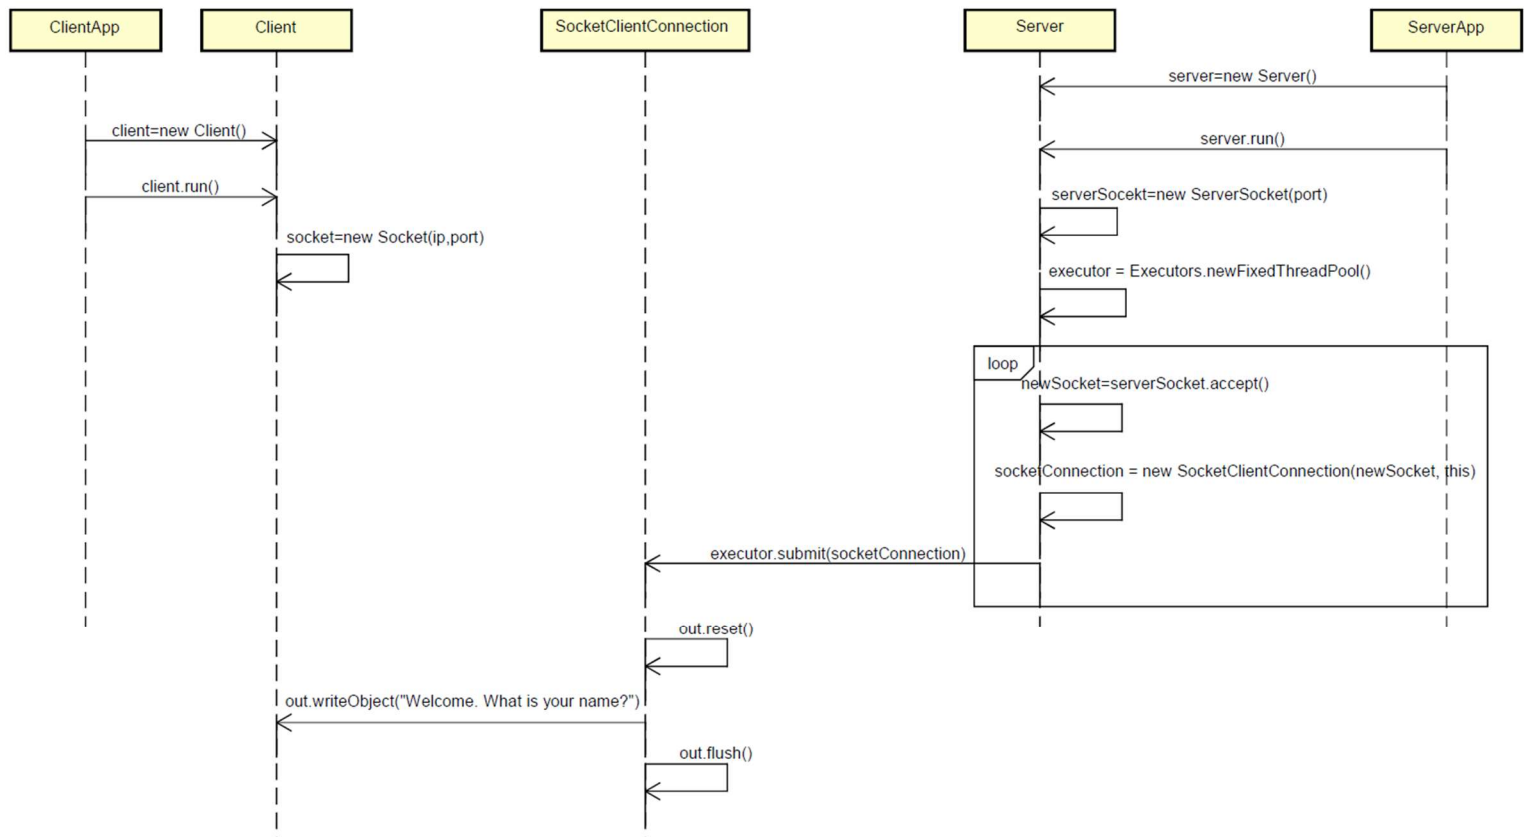 ClientApp
Client
SocketClientConnection
Server
ServerApp
server=new Server()
client=new Client()
server.run()
client.run()
serverSocekt=new ServerSocket(port)
socket=new Socket(ip,port)
executor = Executors.newFixedThreadPool()
loop
newSocket=serverSocket.accept()
socketConnection = new SocketClientConnection(newSocket, this)
executor.submit(socketConnection)
out.reset()
out.writeObject("Welcome. What is your name?")
out.flush()